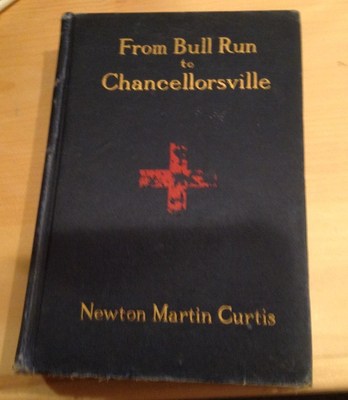 From Bull Run
to
Chancellorsville
Newton Martin Curtis